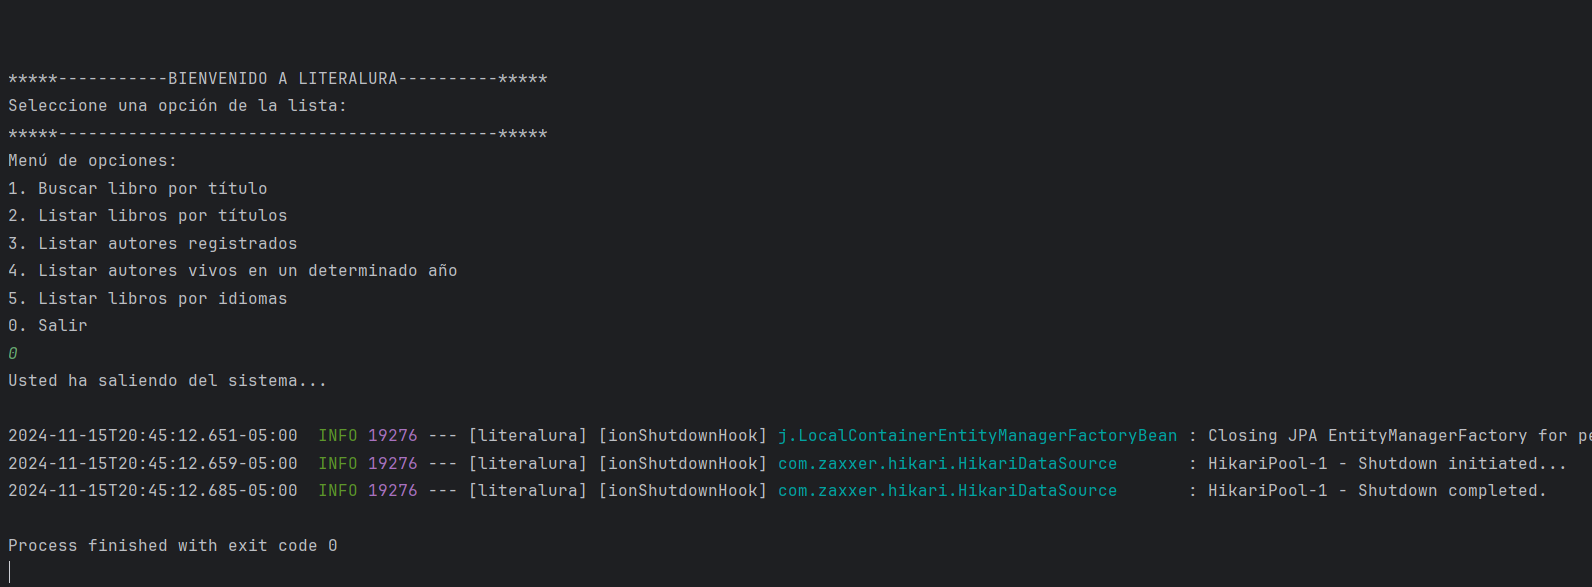 *****-----------BIENVENIDO A LITERALURA----------*****
Seleccione una opción de la lista:
*****--------------------------------------------*****
Menú de opciones:
1. Buscar libro por título
2. Listar libros por títulos
3. Listar autores registrados
4. Listar autores vivos en un determinado año
5. Listar libros por idiomas
0. Salir
0
Usted ha saliendo del sistema...
2024-11-15T20:45:12.651-05:00  INFO 19276 --- [literalura] [ionShutdownHook] j.LocalContainerEntityManagerFactoryBean : Closing JPA EntityManagerFactory for
2024-11-15T20:45:12.659-05:00  INFO 19276 --- [literalura] [ionShutdownHook] com.zaxxer.hikari.HikariDataSource       : HikariPool-1 - Shutdown initiated...
2024-11-15T20:45:12.685-05:00  INFO 19276 --- [literalura] [ionShutdownHook] com.zaxxer.hikari.HikariDataSource       : HikariPool-1 - Shutdown completed.
Process finished with exit code 0